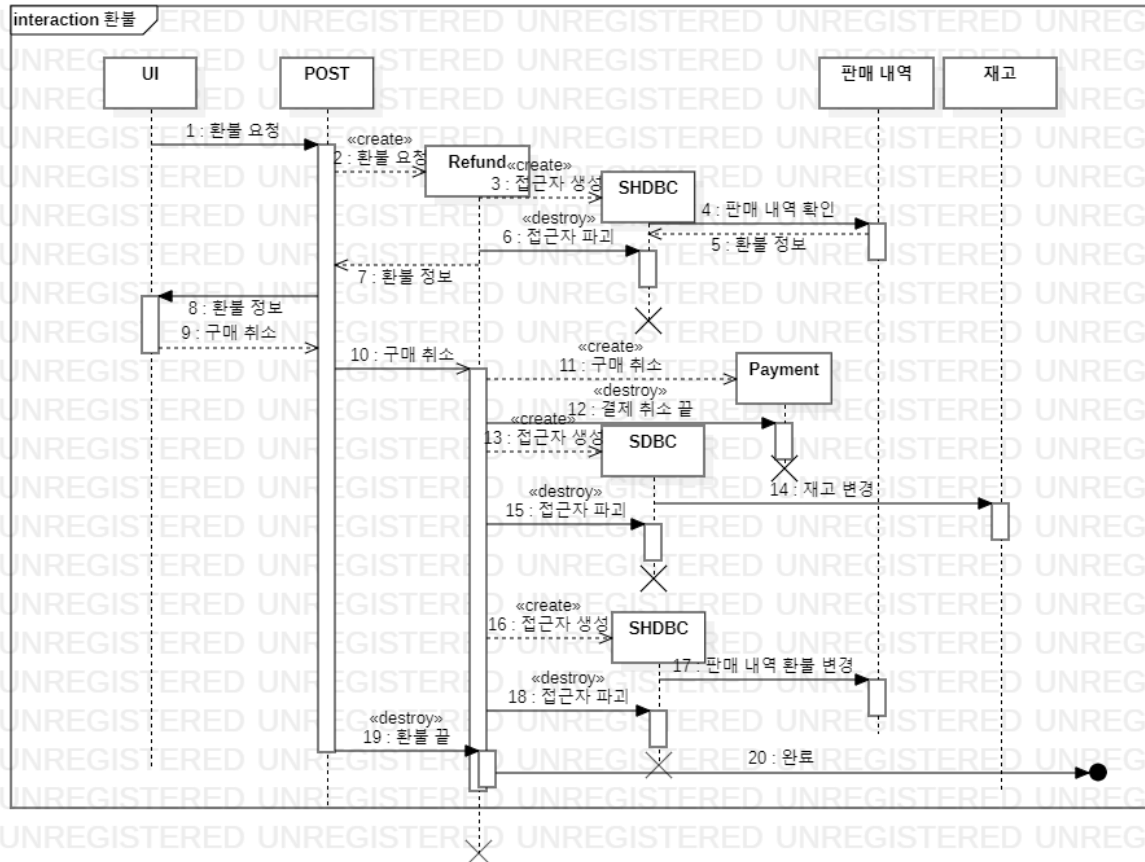 interaction 환불
UI
POST
판매 내역
재고
1 : 환불 요청
«create»
2 : 환불 요청
Refund
«create»
3 : 접근자 생성
SHDBC
4 : 판매 내역 확인
5 : 환불 정보
«destroy»
6 : 접근자 파괴
7 : 환불 정보
8 : 환불 정보
9 : 구매 취소
10 : 구매 취소
«create»
11 : 구매 취소
Payment
«destroy»
12 : 결제 취소 끝
«create»
13 : 접근자 생성
SDBC
14 : 재고 변경
«destroy»
15 : 접근자 파괴
«create»
16 : 접근자 생성
SHDBC
17 : 판매 내역 환불 변경
«destroy»
18 : 접근자 파괴
«destroy»
19 : 환불 끝
20 : 완료
UNREGISTERED UNREGISTERED UNREGISTERED UNREGISTERED UNREG